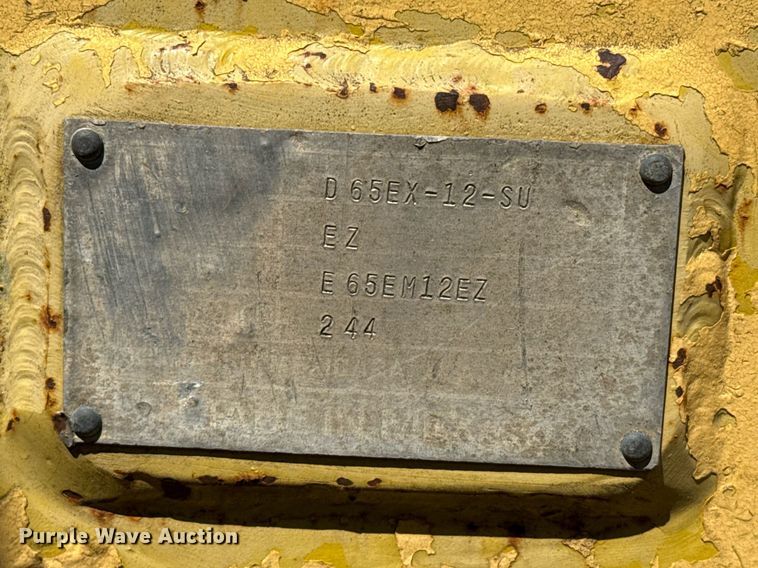 D 65EX-12-SU
EZ
E 65EM12EZ
2 44
Purple Wave Auction